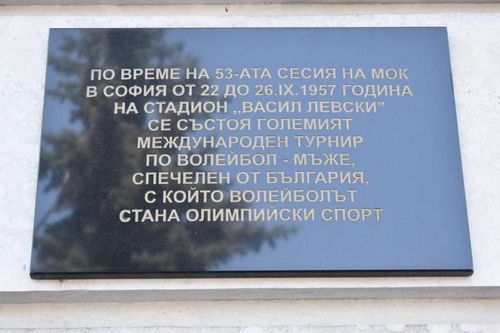 ПО ВРЕМЕ НА 53-АТА СЕСИЯ НА МОК
В СОФИЯ ОТ 22 ДО 26.IX.1957 ГОДИНА
НА СТАДИОН „ВАСИЛ ЛЕВСКИ”
СЕ СЪСТОЯ ГОЛЕМИЯТ
МЕЖДУНАРОДЕН ТУРНИР
ПО ВОЛЕЙБОЛ - МЪЖЕ,
СПЕЧЕЛЕН ОТ БЪЛГАРИЯ,
С КОЙТО ВОЛЕЙБОЛЪТ
СТАНА ОЛИМПИЙСКИ СПОРТ